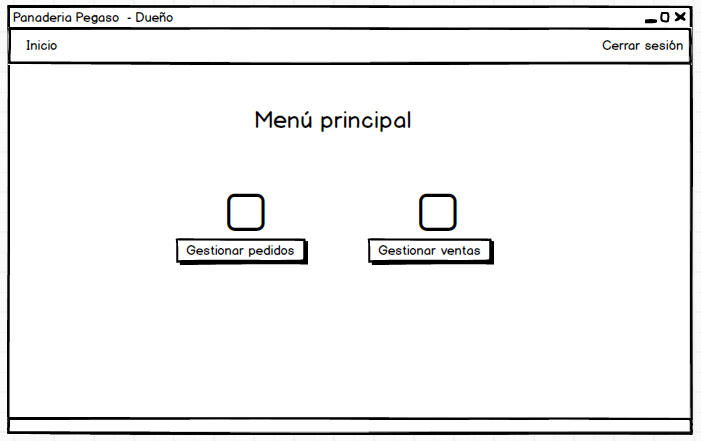 Panaderia Pegaso - Dueño
Inicio
Cerrar sesión
Menú principal
Gestionar pedidos
Gestionar ventas